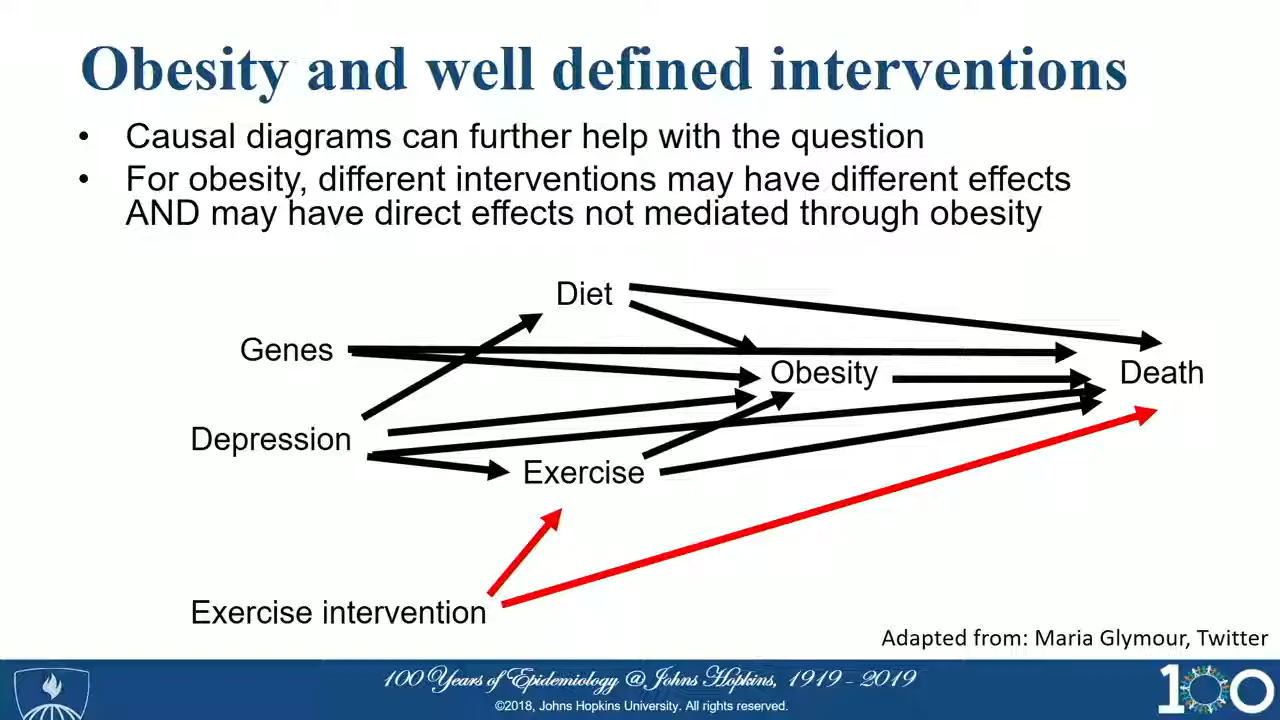 Obesity and well defined interventions
• Causal diagrams can further help with the question
• For obesity, different interventions may have different effects
AND may have direct effects not mediated through obesity
Diet
Genes
Obesity
Death
Depression
Exercise
Exercise intervention
Adapted from: Maria Glymour, Twitter
100 Years of Epidemiology @ Johns Hopkins, 1919 - 2019
©2018, Johns Hopkins University. All rights reserved.
100